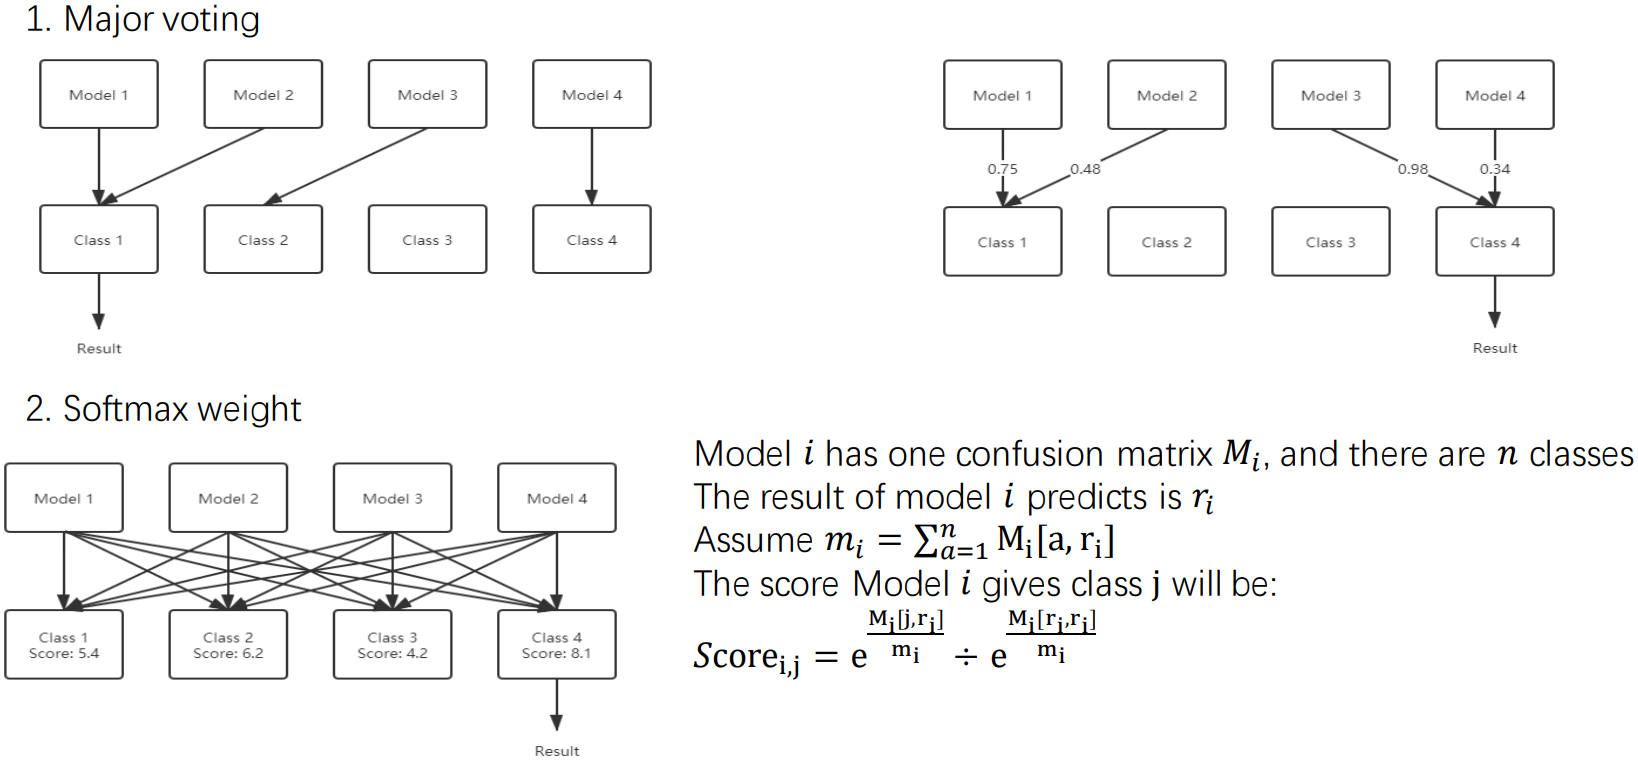 1. Major voting
Model 1 Model 2 Model 3 Model 4
Class 1 Class 2 Class 3 Class 4
Result
Model 1 Model 2 Model 3 Model 4
0.75 0.48 0.98 0.34
Class 1 Class 2 Class 3 Class 4
Result
2. Softmax weight
Model 1 Model 2 Model 3 Model 4
Class 1 Class 2 Class 3 Class 4
Score: 5.4 Score: 6.2 Score: 4.2 Score: 8.1
Result
Model i has one confusion matrix M_i, and there are n classes
The result of model i predicts is r_i
Assume m_i = ∑_{a=1}^{n} M_i[a, r_i]
The score Model i gives class j will be:
Score_{i,j} = e^{M_i[j,r_i]/m_i} ÷ e^{M_i[r_i,r_i]/m_i}